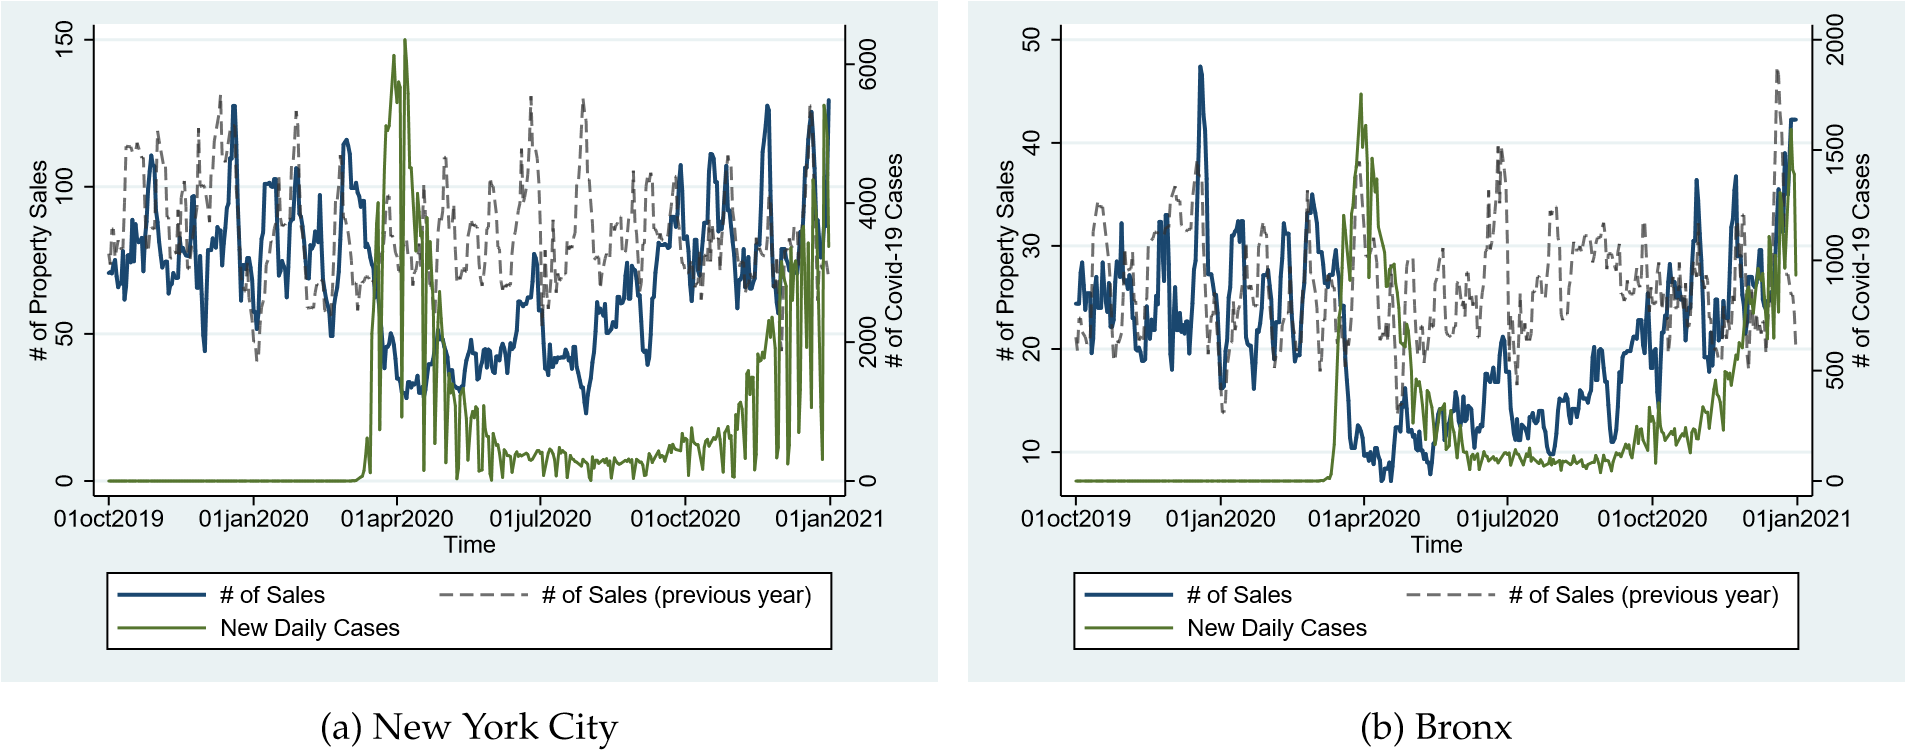 # of Property Sales
150
100
50
0
6000
4000
2000
0
# of Covid-19 Cases
01oct2019 01jan2020 01apr2020 01jul2020 01oct2020 01jan2021
Time
# of Sales
# of Sales (previous year)
New Daily Cases
(a) New York City
# of Property Sales
50
40
30
20
10
2000
1500
1000
500
0
# of Covid-19 Cases
01oct2019 01jan2020 01apr2020 01jul2020 01oct2020 01jan2021
Time
# of Sales
# of Sales (previous year)
New Daily Cases
(b) Bronx